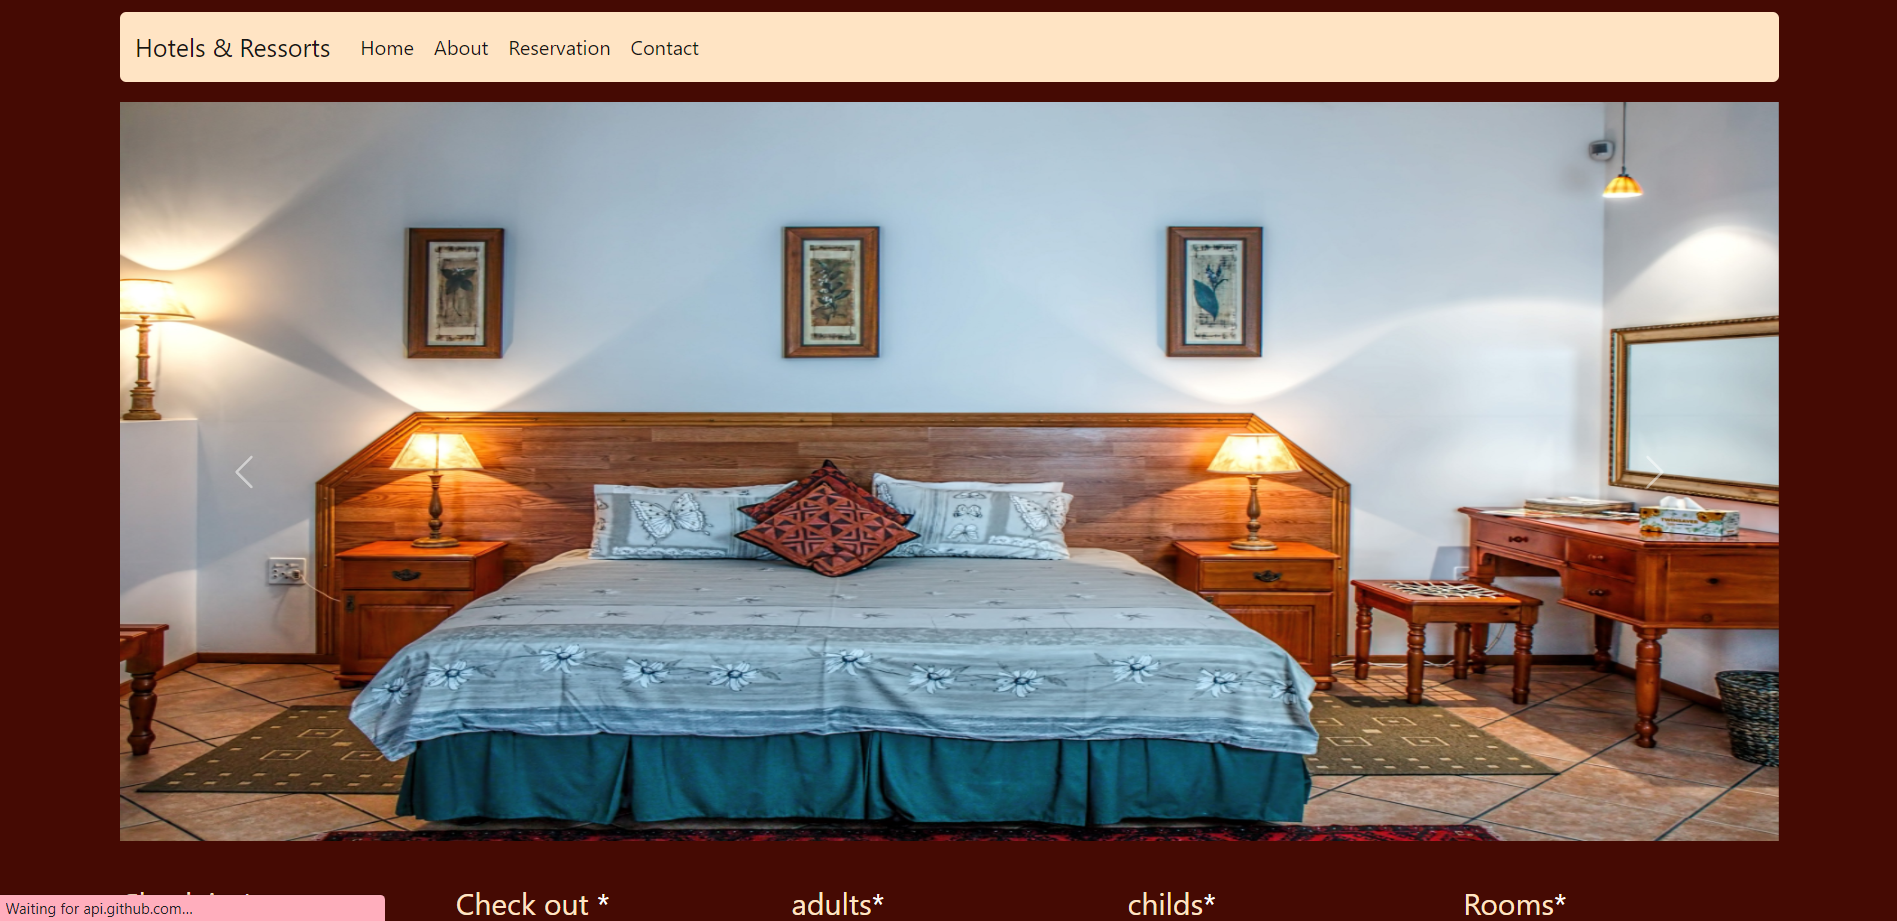 Hotels & Ressorts Home About Reservation Contact
Check out * adults* childs* Rooms*
Waiting for api.github.com...